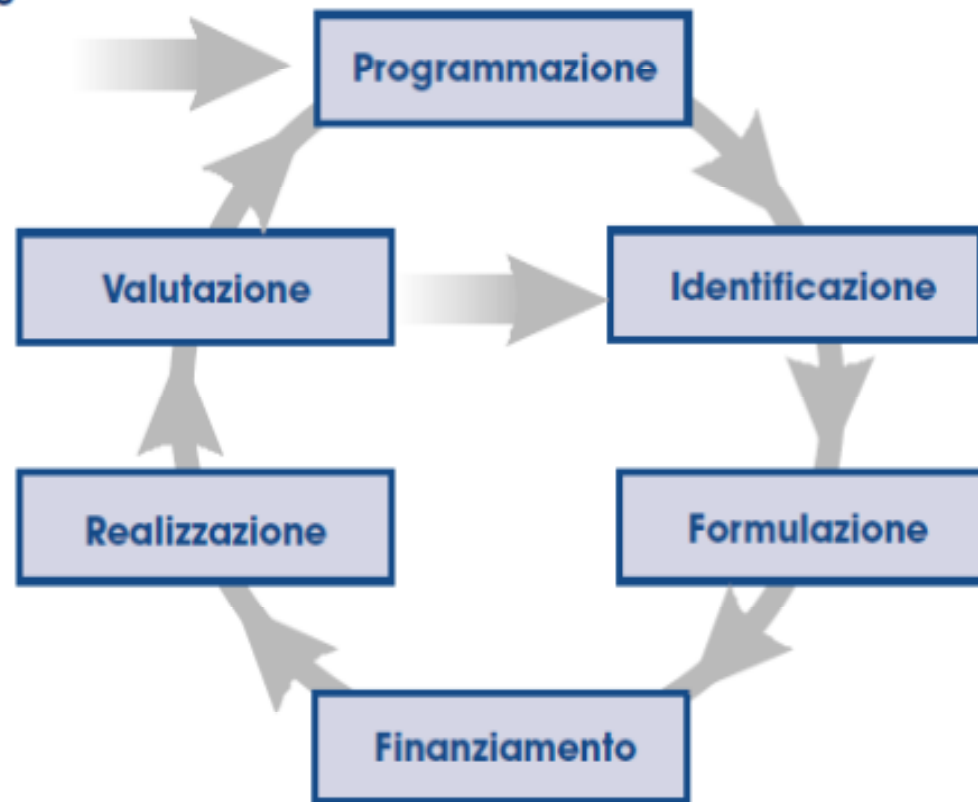 Programmazione
Valutazione
Identificazione
Realizzazione
Formulazione
Finanziamento